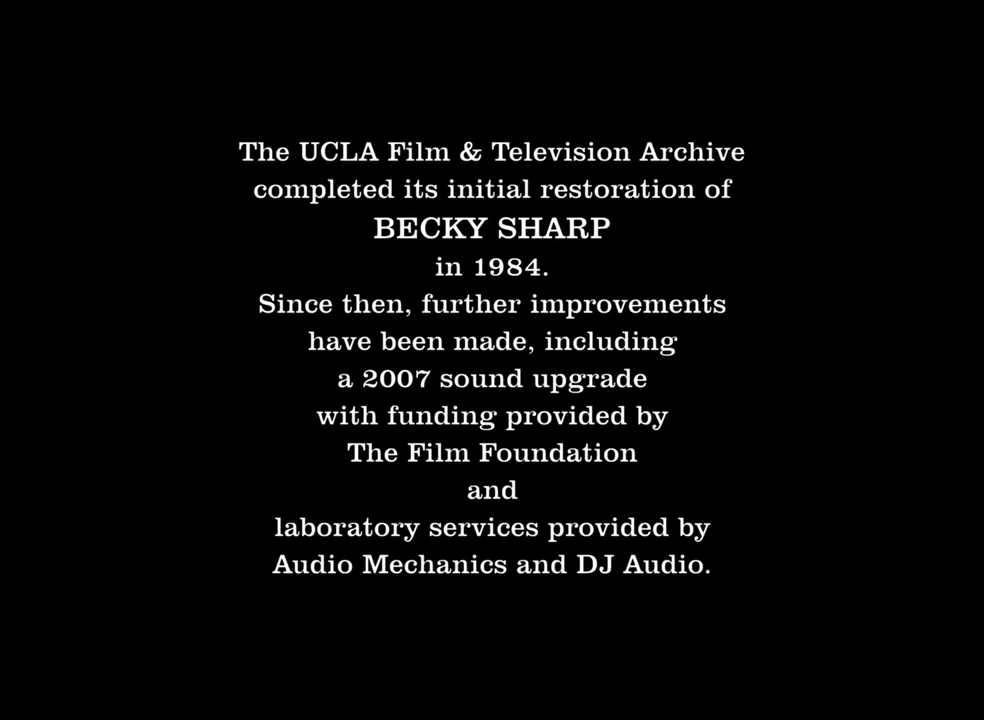 The UCLA Film & Television Archive
completed its initial restoration of
BECKY SHARP
in 1984.
Since then, further improvements
have been made, including
a 2007 sound upgrade
with funding provided by
The Film Foundation
and
laboratory services provided by
Audio Mechanics and DJ Audio.